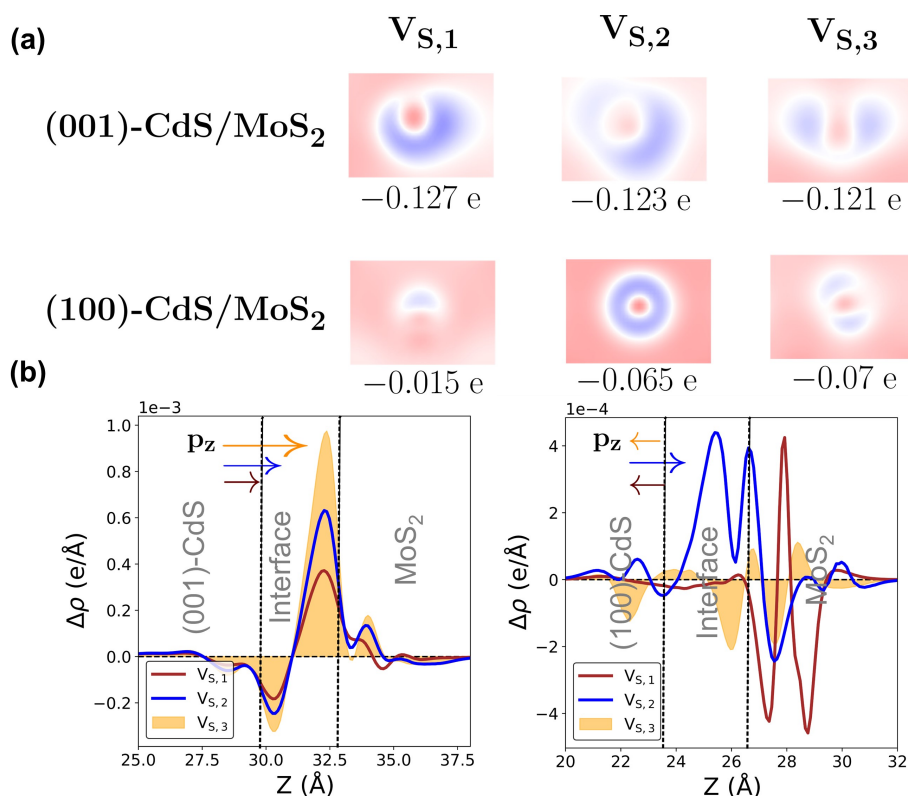 (a)
V_S,1 V_S,2 V_S,3
(001)-CdS/MoS₂
−0.127 e −0.123 e −0.121 e
(100)-CdS/MoS₂
−0.015 e −0.065 e −0.07 e
(b)
1e−3
p_z
(001)-CdS
Interface
MoS₂
Δρ (e/Å)
1.0
0.8
0.6
0.4
0.2
0.0
−0.2
V_S,1
V_S,2
V_S,3
25.0 27.5 30.0 32.5 35.0 37.5
Z (Å)
1e−4
p_z
(100)-CdS
Interface
MoS₂
Δρ (e/Å)
4
2
0
−2
−4
V_S,1
V_S,2
V_S,3
20 22 24 26 28 30 32
Z (Å)